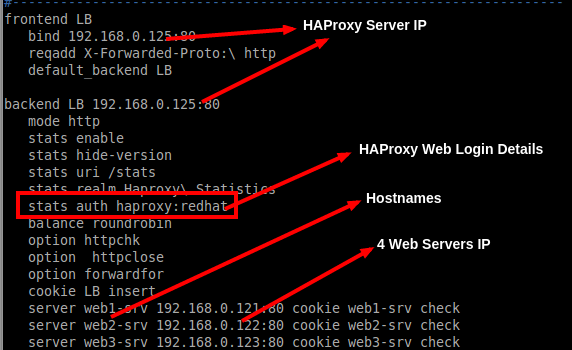 #---------------------------------------------------------------------
frontend LB
bind 192.168.0.125:80
reqadd X-Forwarded-Proto:\ http
default_backend LB
backend LB 192.168.0.125:80
mode http
stats enable
stats hide-version
stats uri /stats
stats realm Haproxy\ Statistics
stats auth haproxy:redhat
balance roundrobin
option httpchk
option  httpclose
option forwardfor
cookie LB insert
server web1-srv 192.168.0.121:80 cookie web1-srv check
server web2-srv 192.168.0.122:80 cookie web2-srv check
server web3-srv 192.168.0.123:80 cookie web3-srv check
HAProxy Server IP
HAProxy Web Login Details
Hostnames
4 Web Servers IP